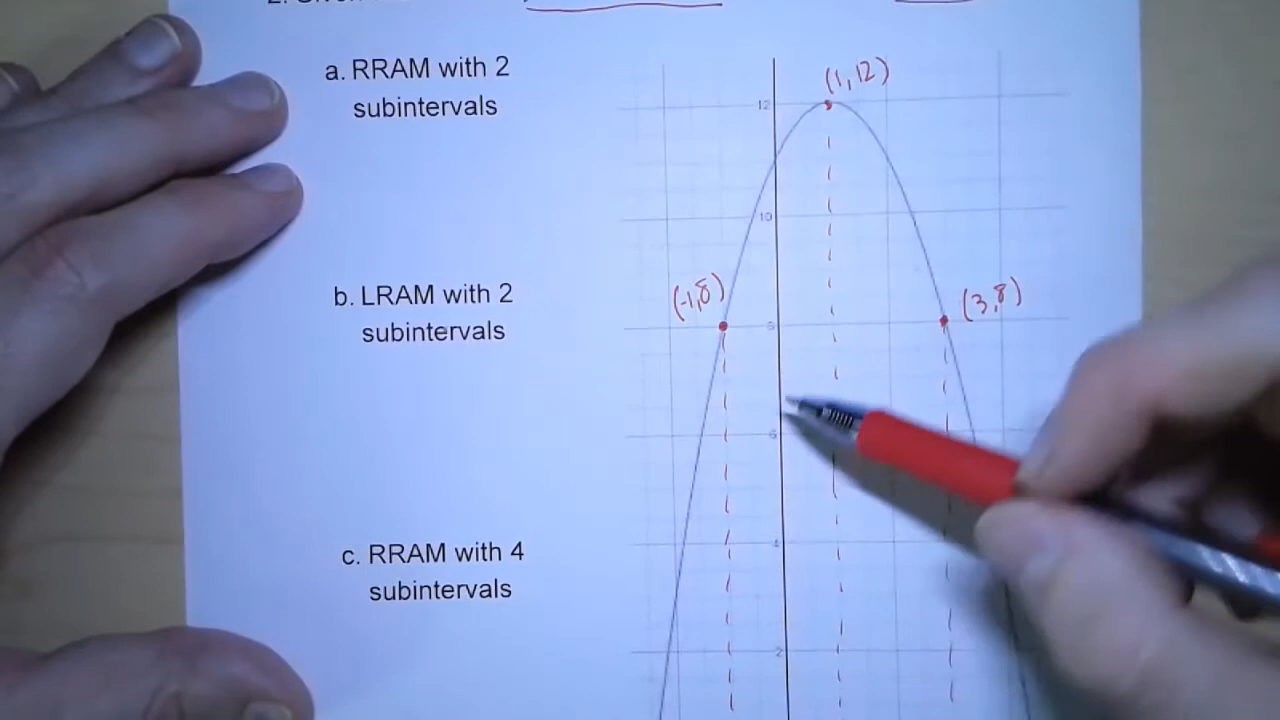 a. RRAM with 2
subintervals
(1,12)
12
10
b. LRAM with 2
subintervals
(-1,8)
(3,8)
8
6
4
c. RRAM with 4
subintervals
2